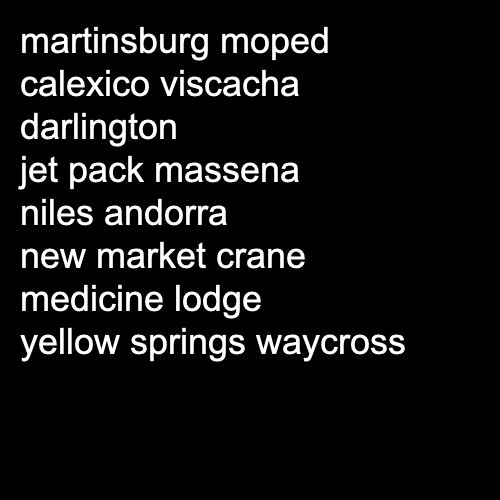 martinsburg moped
calexico viscacha
darlington
jet pack massena
niles andorra
new market crane
medicine lodge
yellow springs waycross